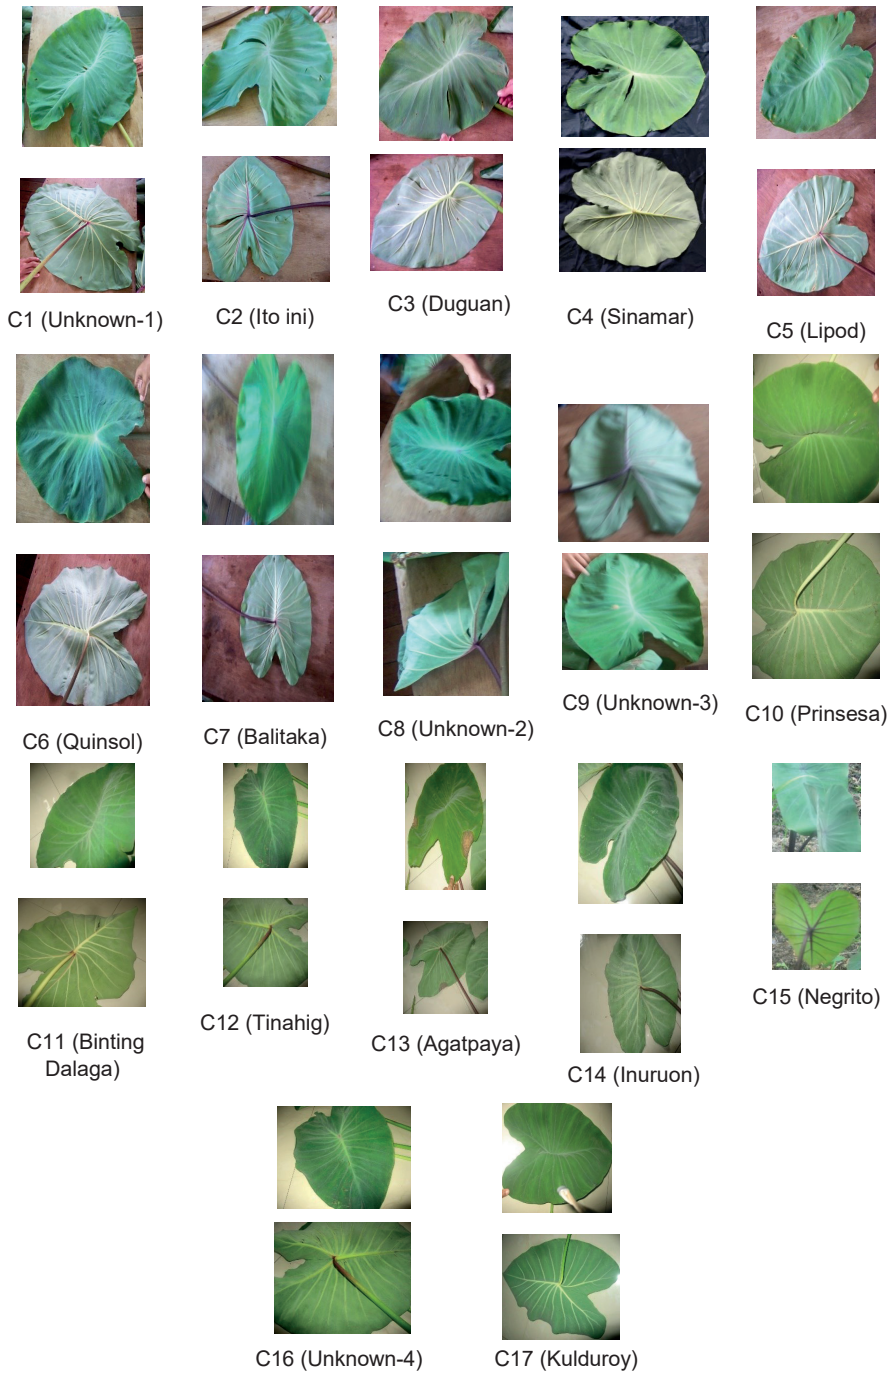 C1 (Unknown-1)
C2 (Ito ini)
C3 (Duguan)
C4 (Sinamar)
C5 (Lipod)
C6 (Quinsol)
C7 (Balitaka)
C8 (Unknown-2)
C9 (Unknown-3)
C10 (Prinsesa)
C11 (Binting
Dalaga)
C12 (Tinahig)
C13 (Agatpaya)
C14 (Inuruon)
C15 (Negrito)
C16 (Unknown-4)
C17 (Kulduroy)